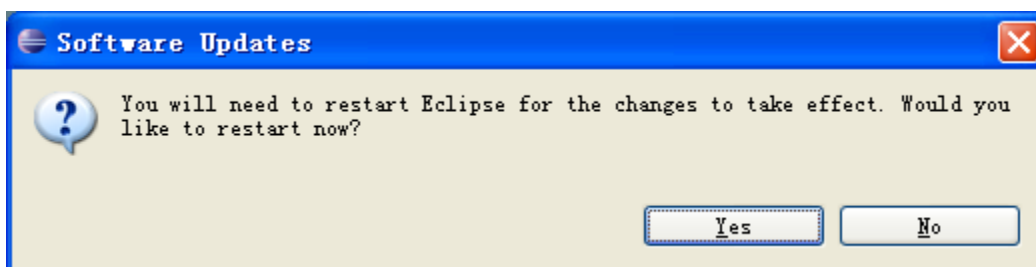 Software Updates
You will need to restart Eclipse for the changes to take effect. Would you
like to restart now?
Yes
No